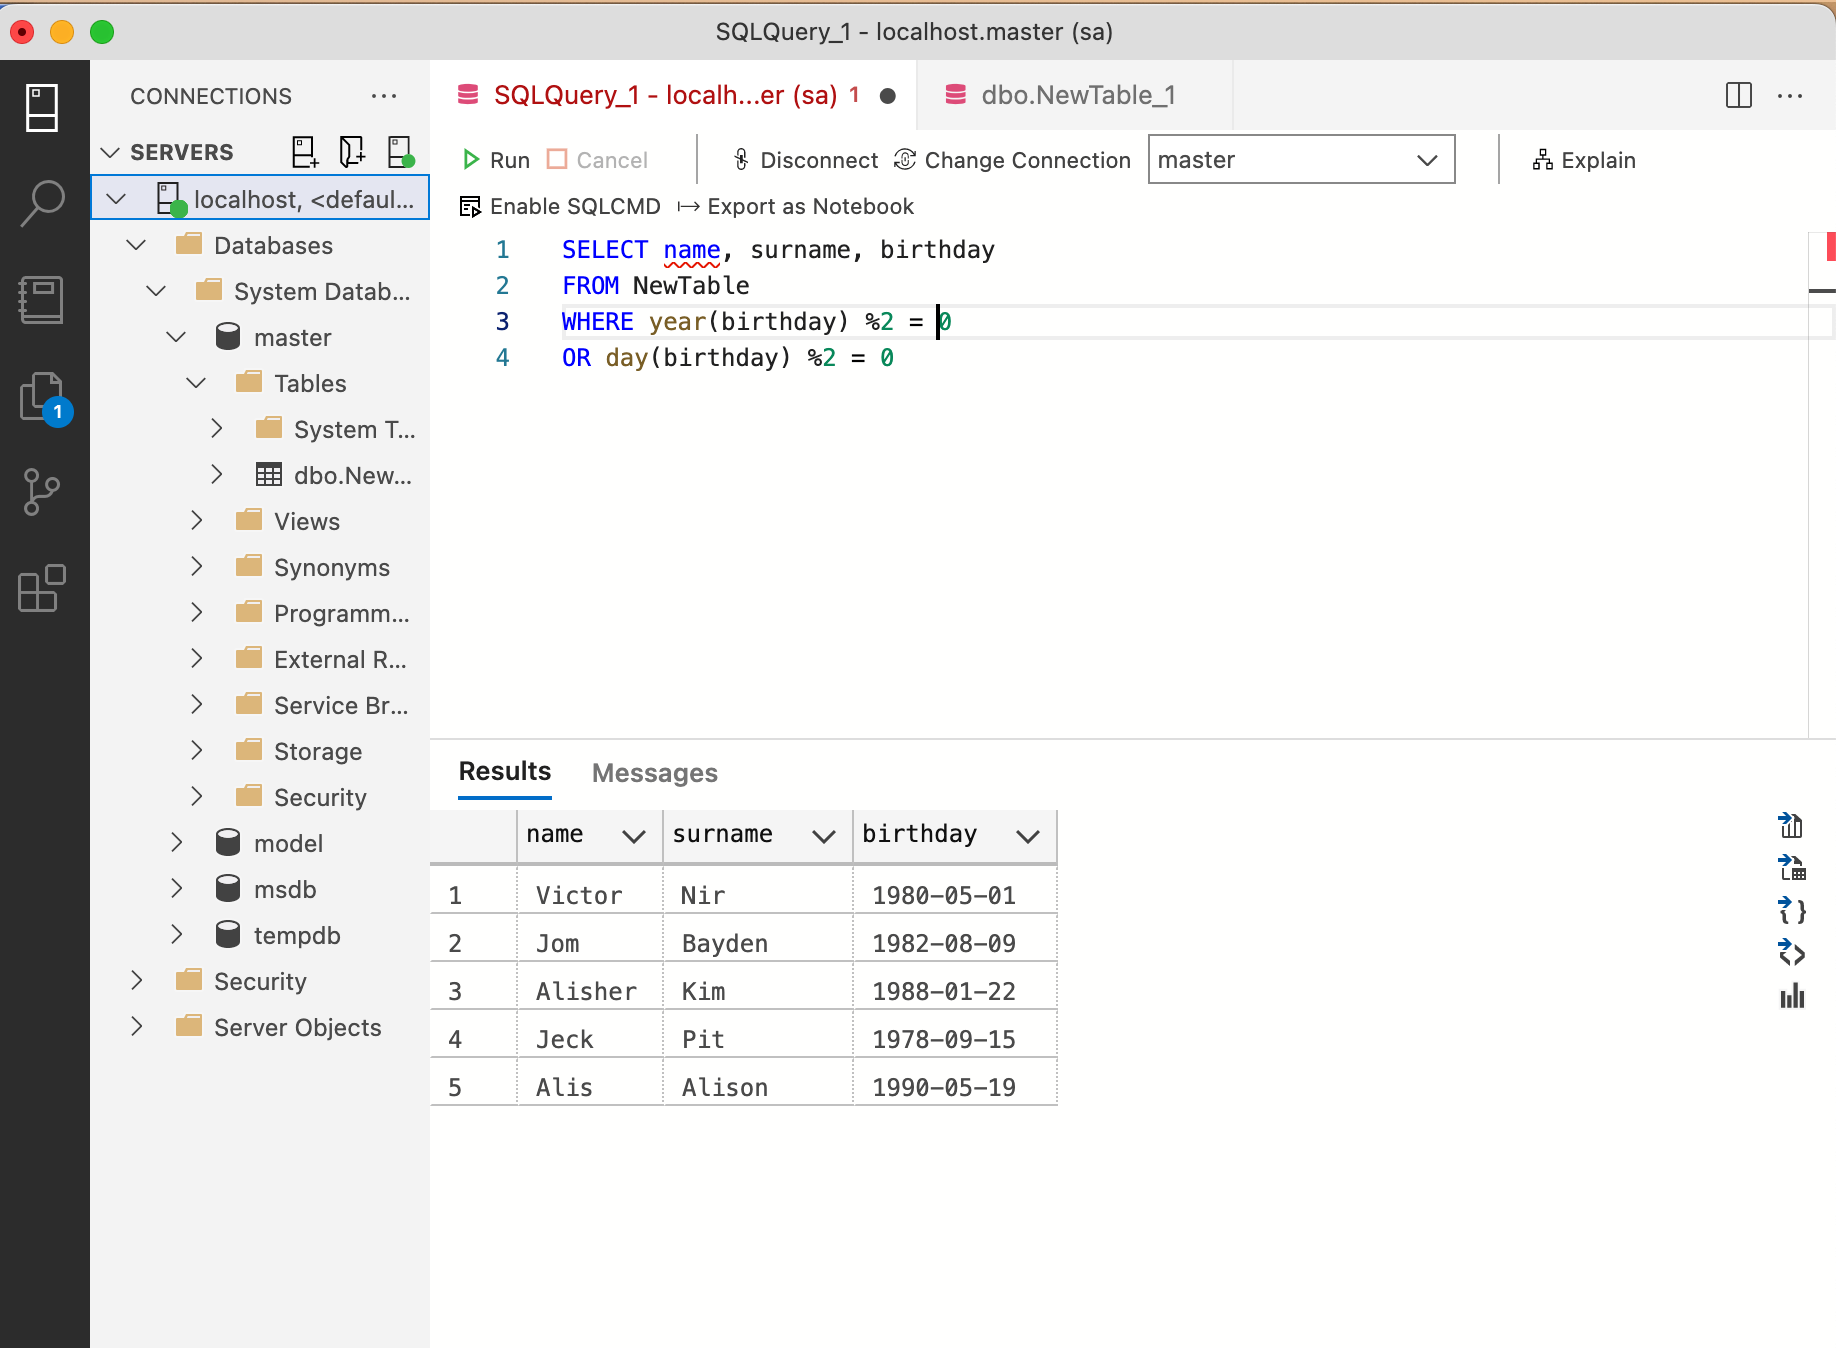 SQLQuery_1 - localhost.master (sa)
CONNECTIONS
SERVERS
localhost, <defaul...
Databases
System Datab...
master
Tables
System T...
dbo.New...
Views
Synonyms
Programm...
External R...
Service Br...
Storage
Security
model
msdb
tempdb
Security
Server Objects
1
SQLQuery_1 - localh...er (sa) 1
dbo.NewTable_1
Run Cancel Disconnect Change Connection master Explain
Enable SQLCMD Export as Notebook
1 SELECT name, surname, birthday
2 FROM NewTable
3 WHERE year(birthday) %2 = 0
4 OR day(birthday) %2 = 0
Results Messages
name surname birthday
1 Victor Nir 1980-05-01
2 Jom Bayden 1982-08-09
3 Alisher Kim 1988-01-22
4 Jeck Pit 1978-09-15
5 Alis Alison 1990-05-19